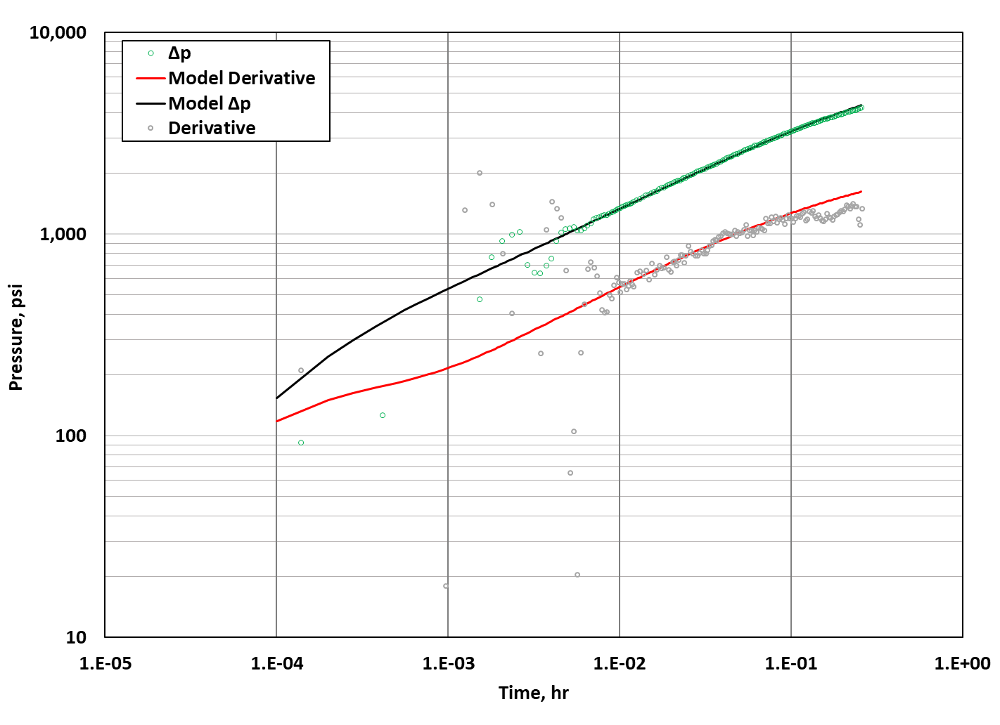 10,000
Δp
Model Derivative
Model Δp
Derivative
1,000
100
10
Pressure, psi
1.E-05 1.E-04 1.E-03 1.E-02 1.E-01 1.E+00
Time, hr